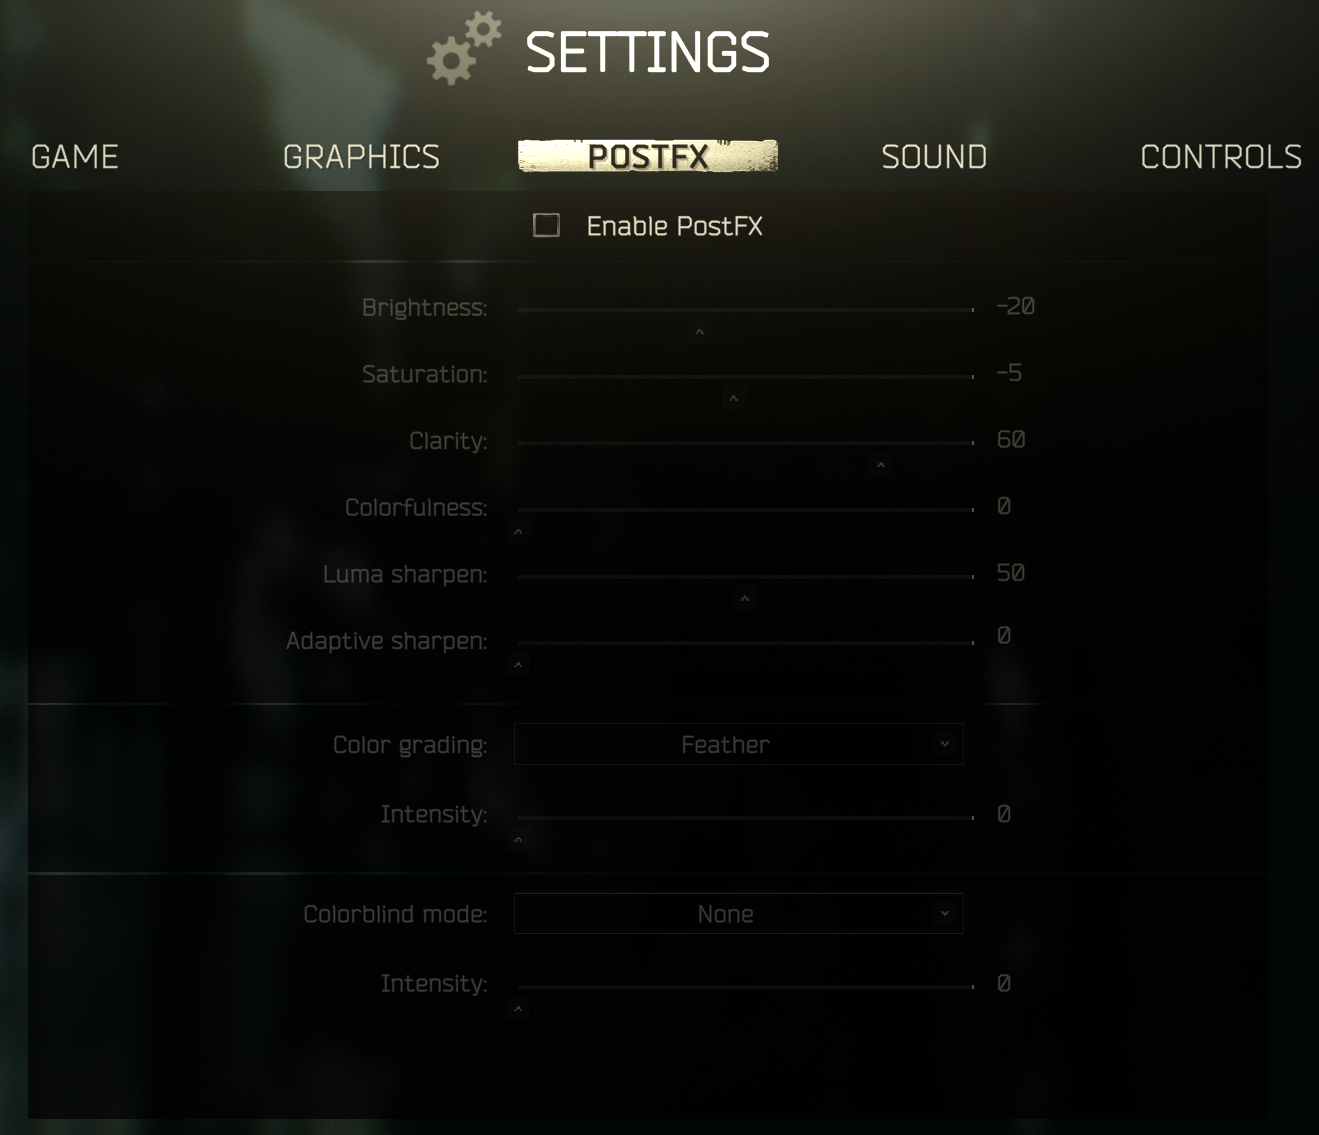 SETTINGS
GAME GRAPHICS POSTFX SOUND CONTROLS
Enable PostFX
Brightness: -20
Saturation: -5
Clarity: 60
Colorfulness: 0
Luma sharpen: 50
Adaptive sharpen: 0
Color grading: Feather
Intensity: 0
Colorblind mode: None
Intensity: 0